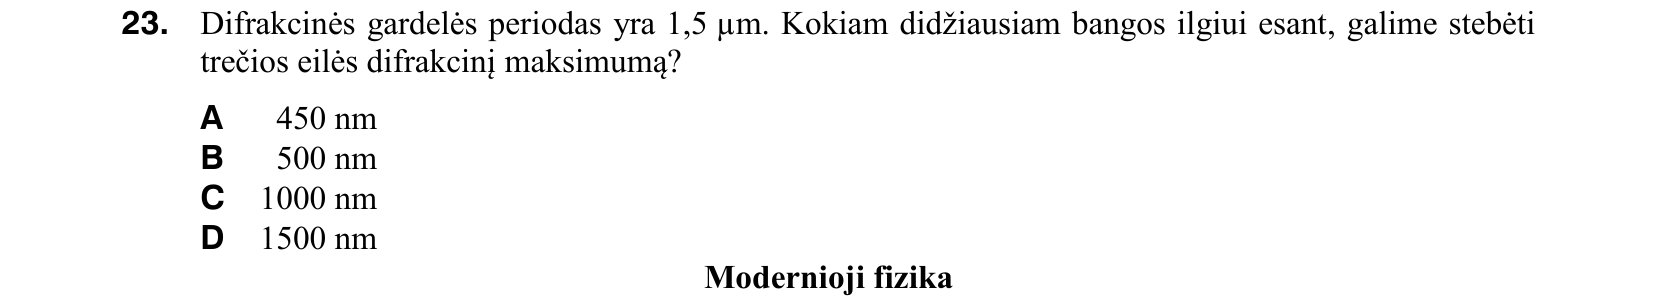 23. Difrakcinės gardelės periodas yra 1,5 µm. Kokiam didžiausiam bangos ilgiui esant, galime stebėti
trečios eilės difrakcinį maksimumą?
A 450 nm
B 500 nm
C 1000 nm
D 1500 nm
Modernioji fizika